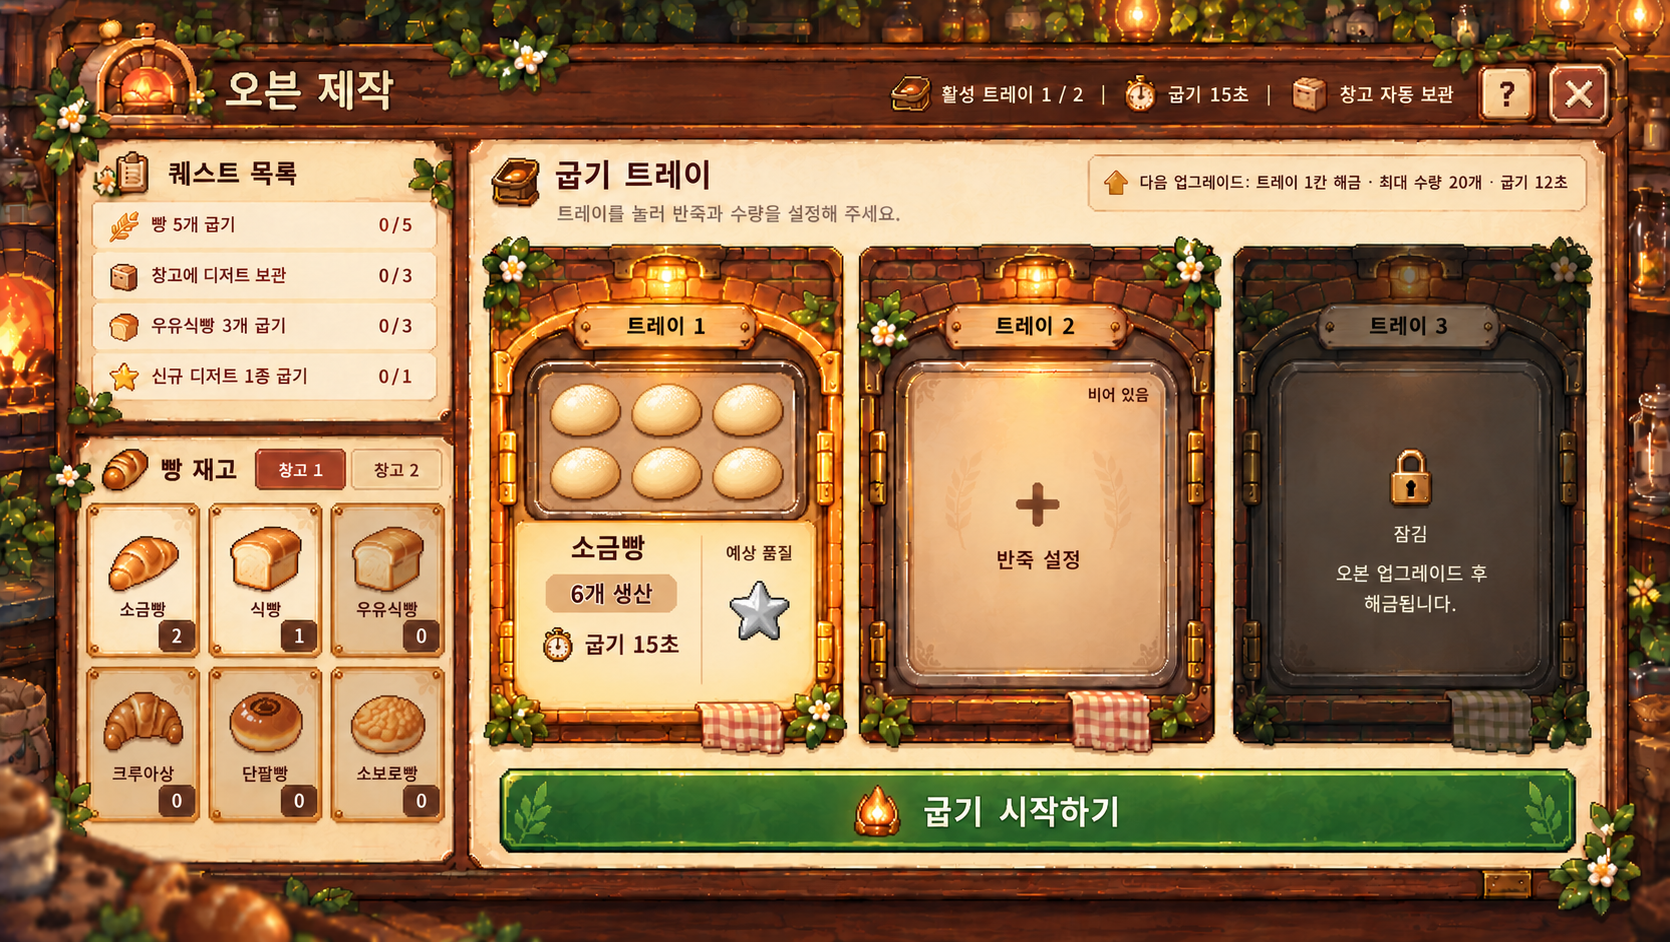 오븐 제작
활성 트레이 1 / 2 | 굽기 15초 | 창고 자동 보관
?
퀘스트 목록
빵 5개 굽기 0/5
창고에 디저트 보관 0/3
우유식빵 3개 굽기 0/3
신규 디저트 1종 굽기 0/1
빵 재고
창고 1
창고 2
소금빵
2
식빵
1
우유식빵
0
크루아상
0
단팥빵
0
소보로빵
0
굽기 트레이
트레이를 눌러 반죽과 수량을 설정해 주세요.
다음 업그레이드: 트레이 1칸 해금 · 최대 수량 20개 · 굽기 12초
트레이 1
소금빵
6개 생산
굽기 15초
예상 품질
트레이 2
비어 있음
반죽 설정
트레이 3
잠김
오본 업그레이드 후
해금됩니다.
굽기 시작하기